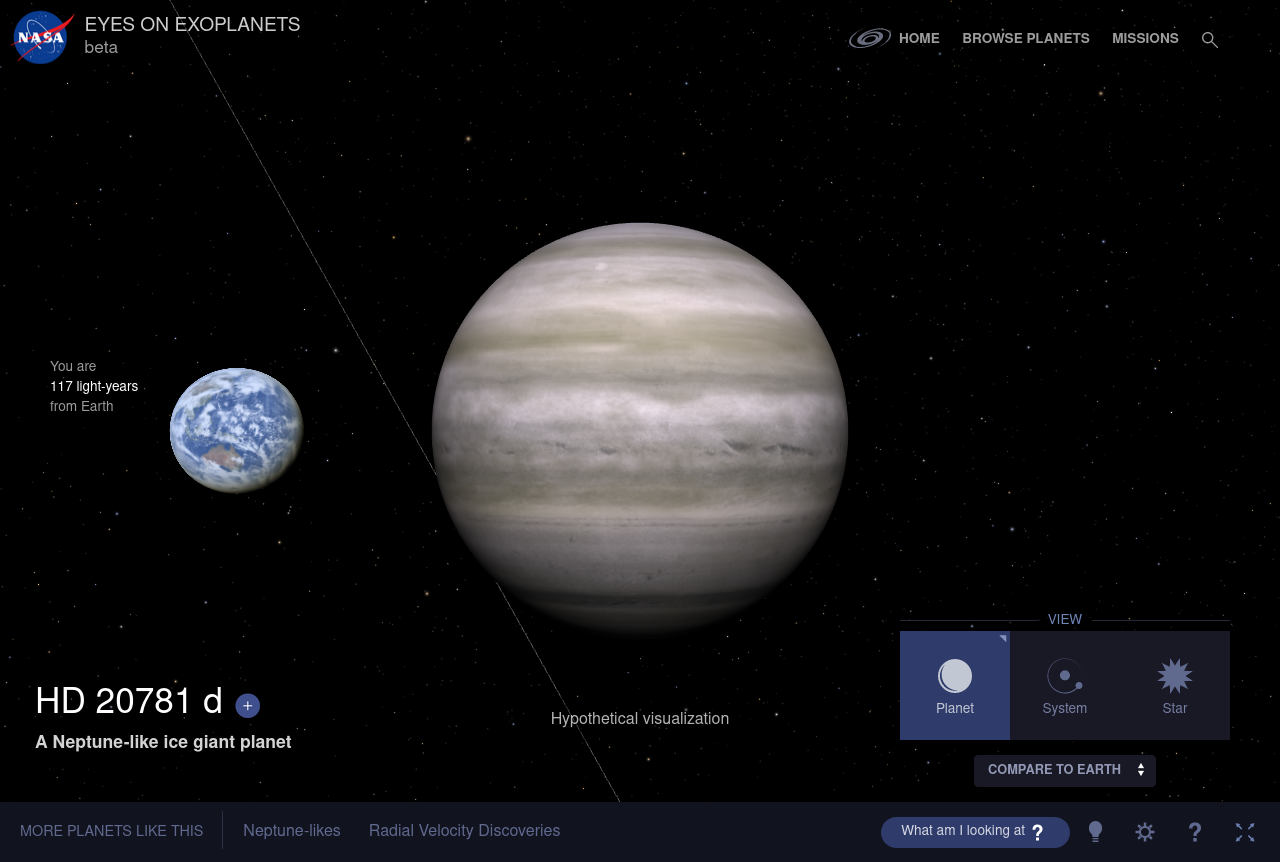 NASA
EYES ON EXOPLANETS
beta
HOME
BROWSE PLANETS
MISSIONS
You are
117 light-years
from Earth
HD 20781 d +
A Neptune-like ice giant planet
Hypothetical visualization
VIEW
Planet
System
Star
COMPARE TO EARTH
MORE PLANETS LIKE THIS
Neptune-likes
Radial Velocity Discoveries
What am I looking at ?
?